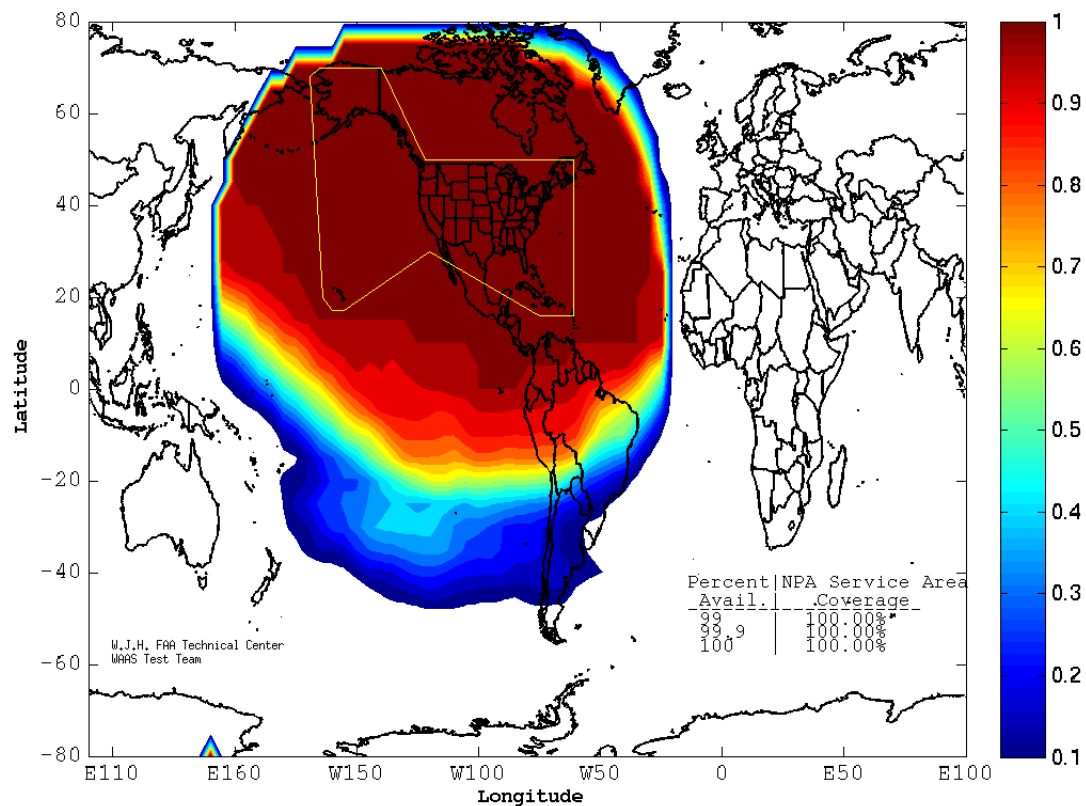 80
60
40
20
0
-20
-40
-60
-80
Latitude
E110 E160 W150 W100 W50 0 E50 E100
Longitude
1
0.9
0.8
0.7
0.6
0.5
0.4
0.3
0.2
0.1
Percent|NPA Service Area
Avail.| Coverage
99 | 100.00%
99.9 | 100.00%
100 | 100.00%
W.J.H. FAA Technical Center
WAAS Test Team